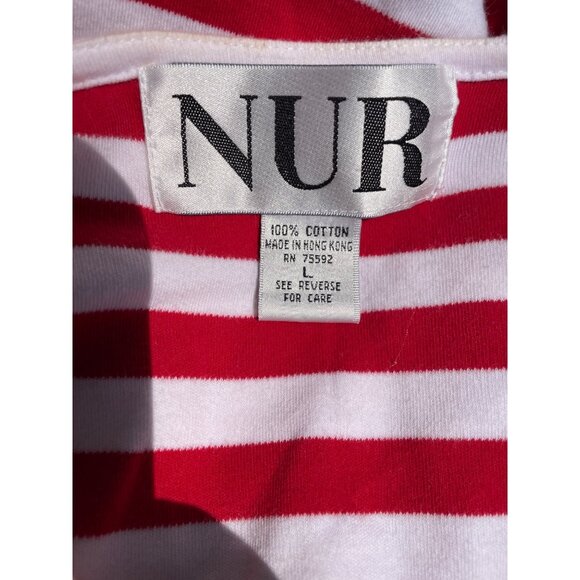 NUR
100% COTTON
MADE IN HONG KONG
RN 75592
L
SEE REVERSE
FOR CARE